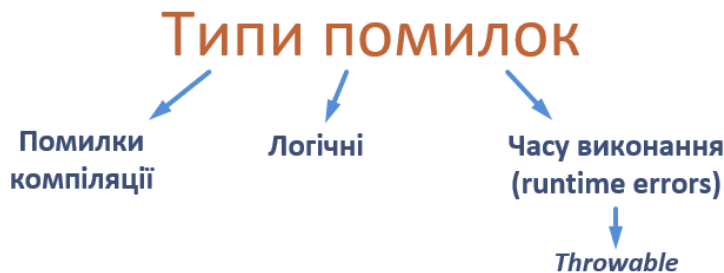 Типи помилок
Помилки
компіляції
Логічні
Часу виконання
(runtime errors)
Throwable